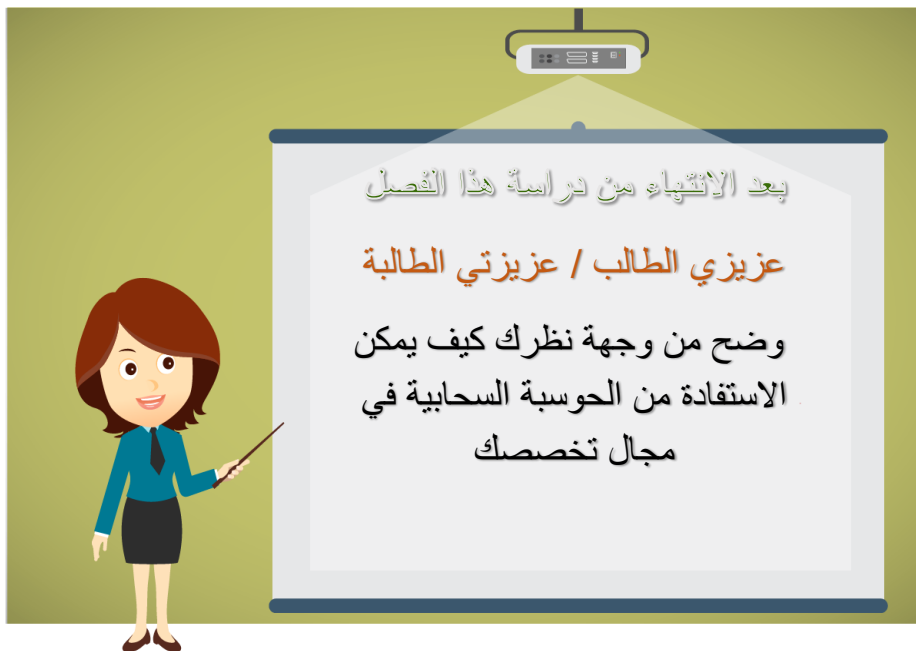 بعد الانتهاء من دراسة هذا الفصل
عزيزي الطالب / عزيزتي الطالبة
وضح من وجهة نظرك كيف يمكن
الاستفادة من الحوسبة السحابية في
مجال تخصصك